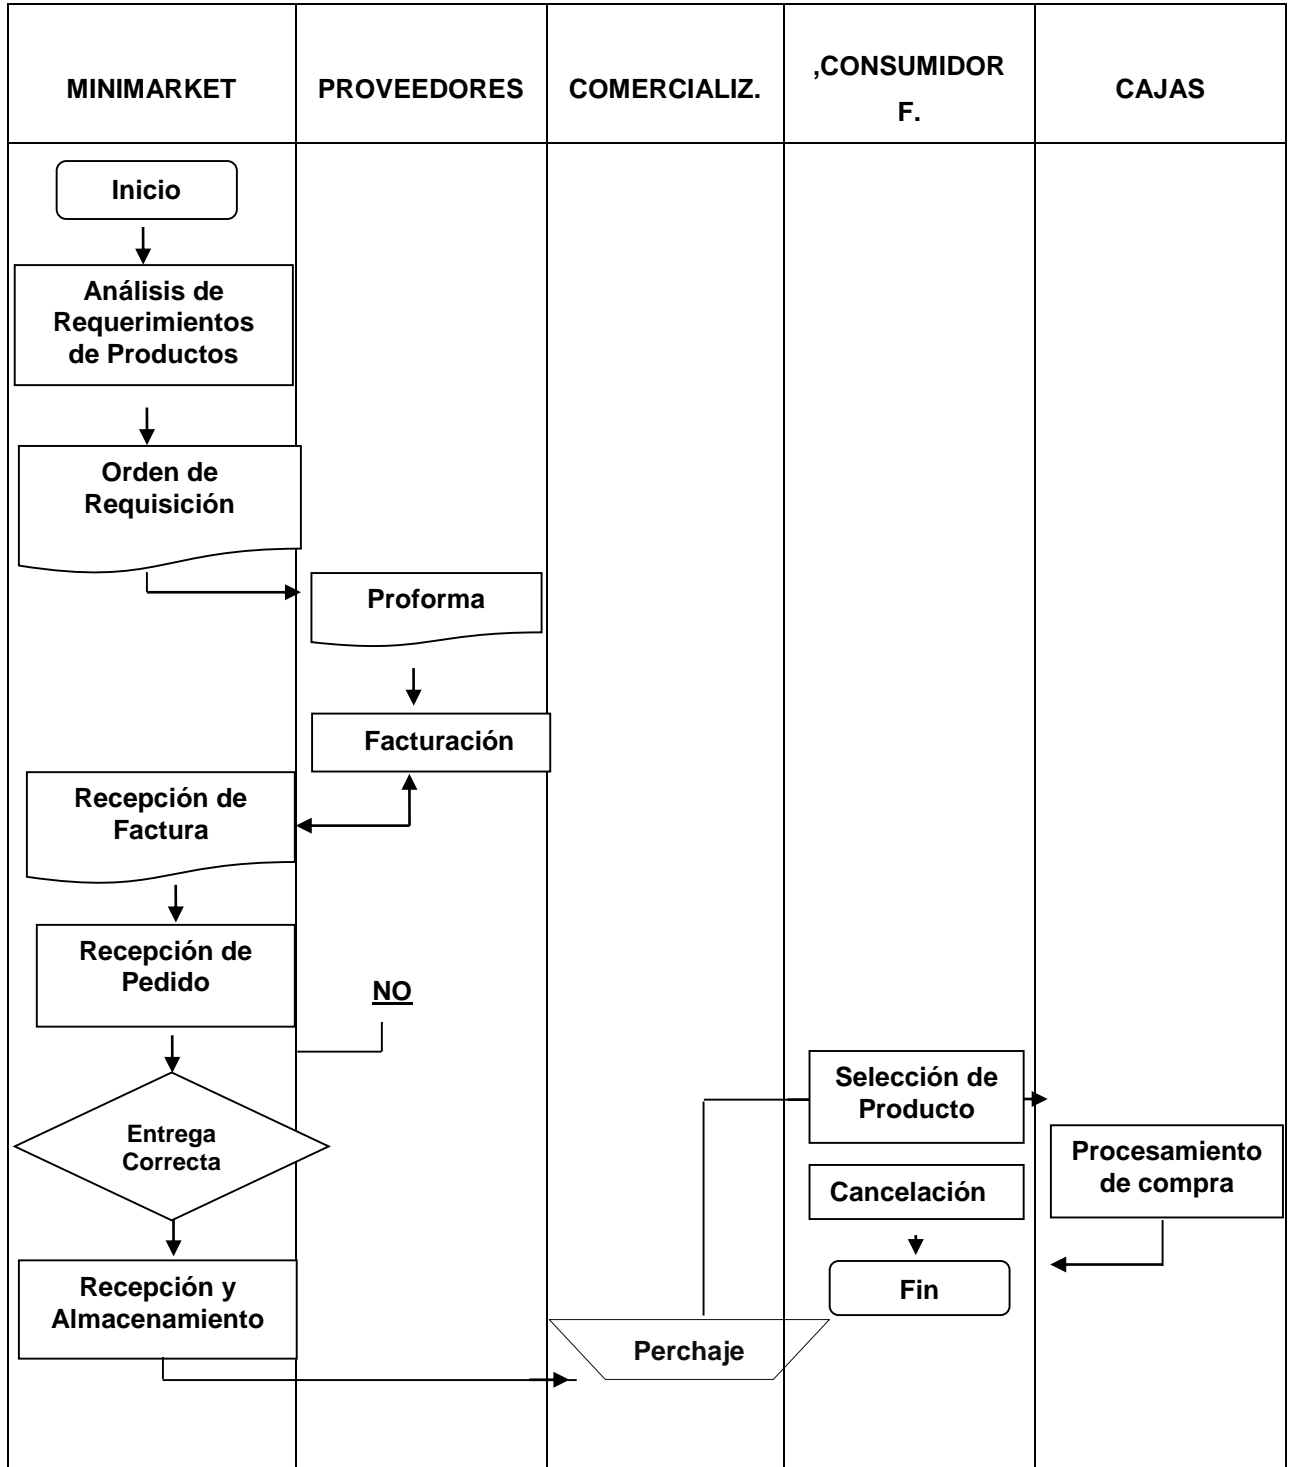 MINIMARKET
PROVEEDORES
COMERCIALIZ.
,CONSUMIDOR
F.
CAJAS
Inicio
Análisis de
Requerimientos
de Productos
Orden de
Requisición
Proforma
Facturación
Recepción de
Factura
Recepción de
Pedido
NO
Entrega
Correcta
Recepción y
Almacenamiento
Perchaje
Selección de
Producto
Procesamiento
de compra
Cancelación
Fin